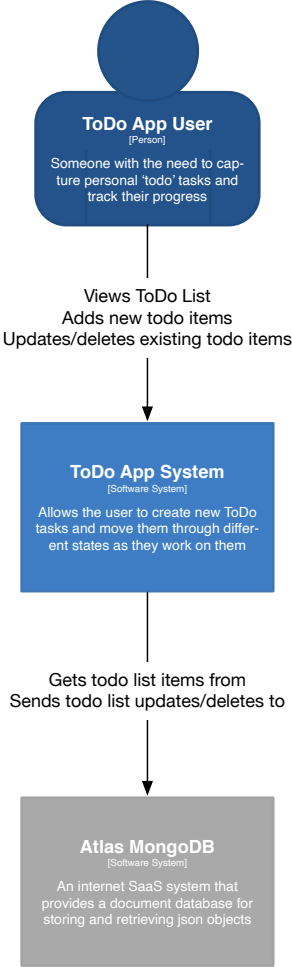 ToDo App User
[Person]
Someone with the need to cap-
ture personal ‘todo’ tasks and
track their progress
Views ToDo List
Adds new todo items
Updates/deletes existing todo items
ToDo App System
[Software System]
Allows the user to create new ToDo
tasks and move them through differ-
ent states as they work on them
Gets todo list items from
Sends todo list updates/deletes to
Atlas MongoDB
[Software System]
An internet SaaS system that
provides a document database for
storing and retrieving json objects